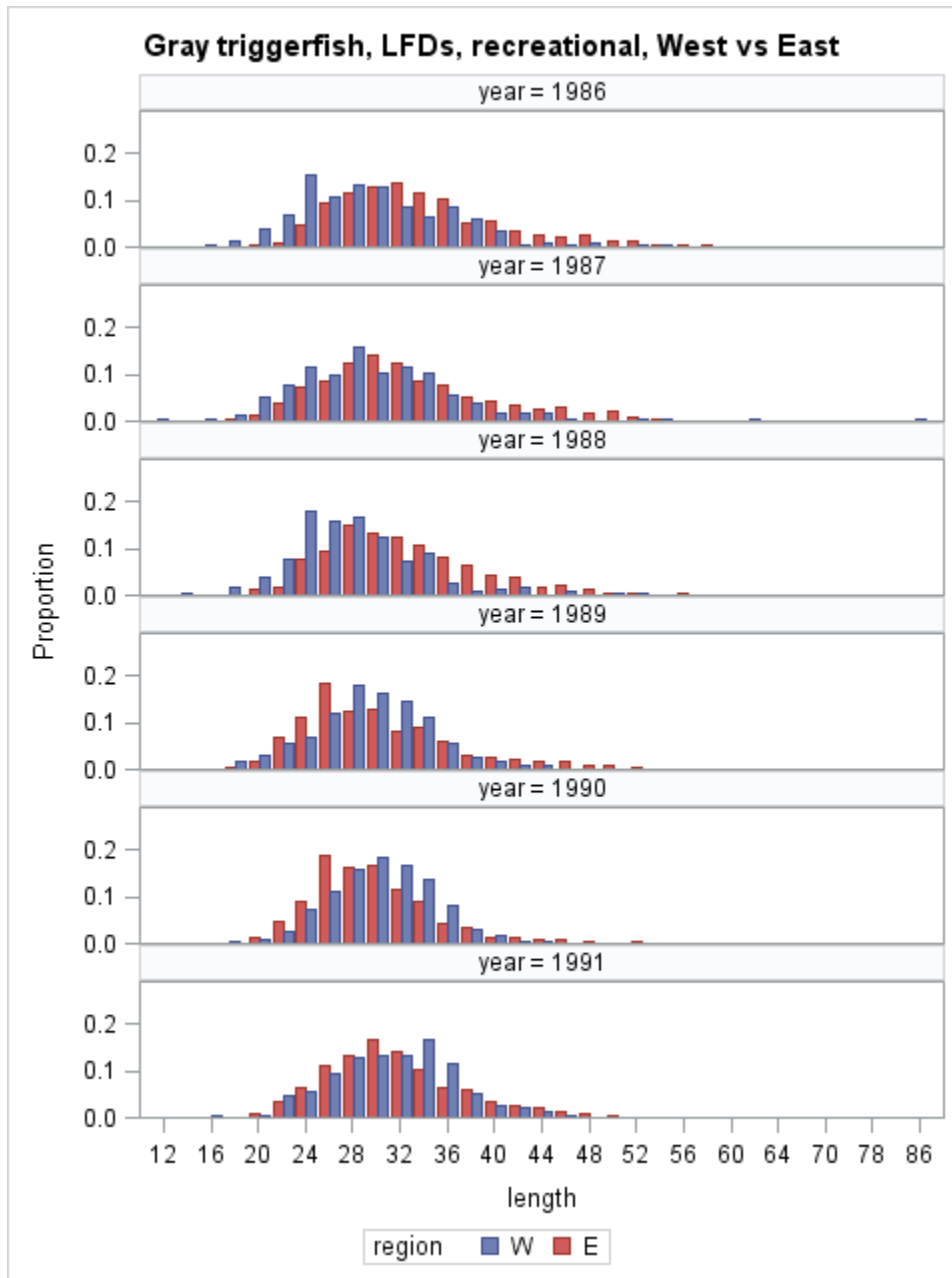 Gray triggerfish, LFDs, recreational, West vs East
year = 1986
0.2
0.1
0.0
year = 1987
0.2
0.1
0.0
year = 1988
0.2
0.1
0.0
year = 1989
0.2
0.1
0.0
year = 1990
0.2
0.1
0.0
year = 1991
0.2
0.1
0.0
Proportion
12 16 20 24 28 32 36 40 44 48 52 56 60 64 70 78 86
length
region W E